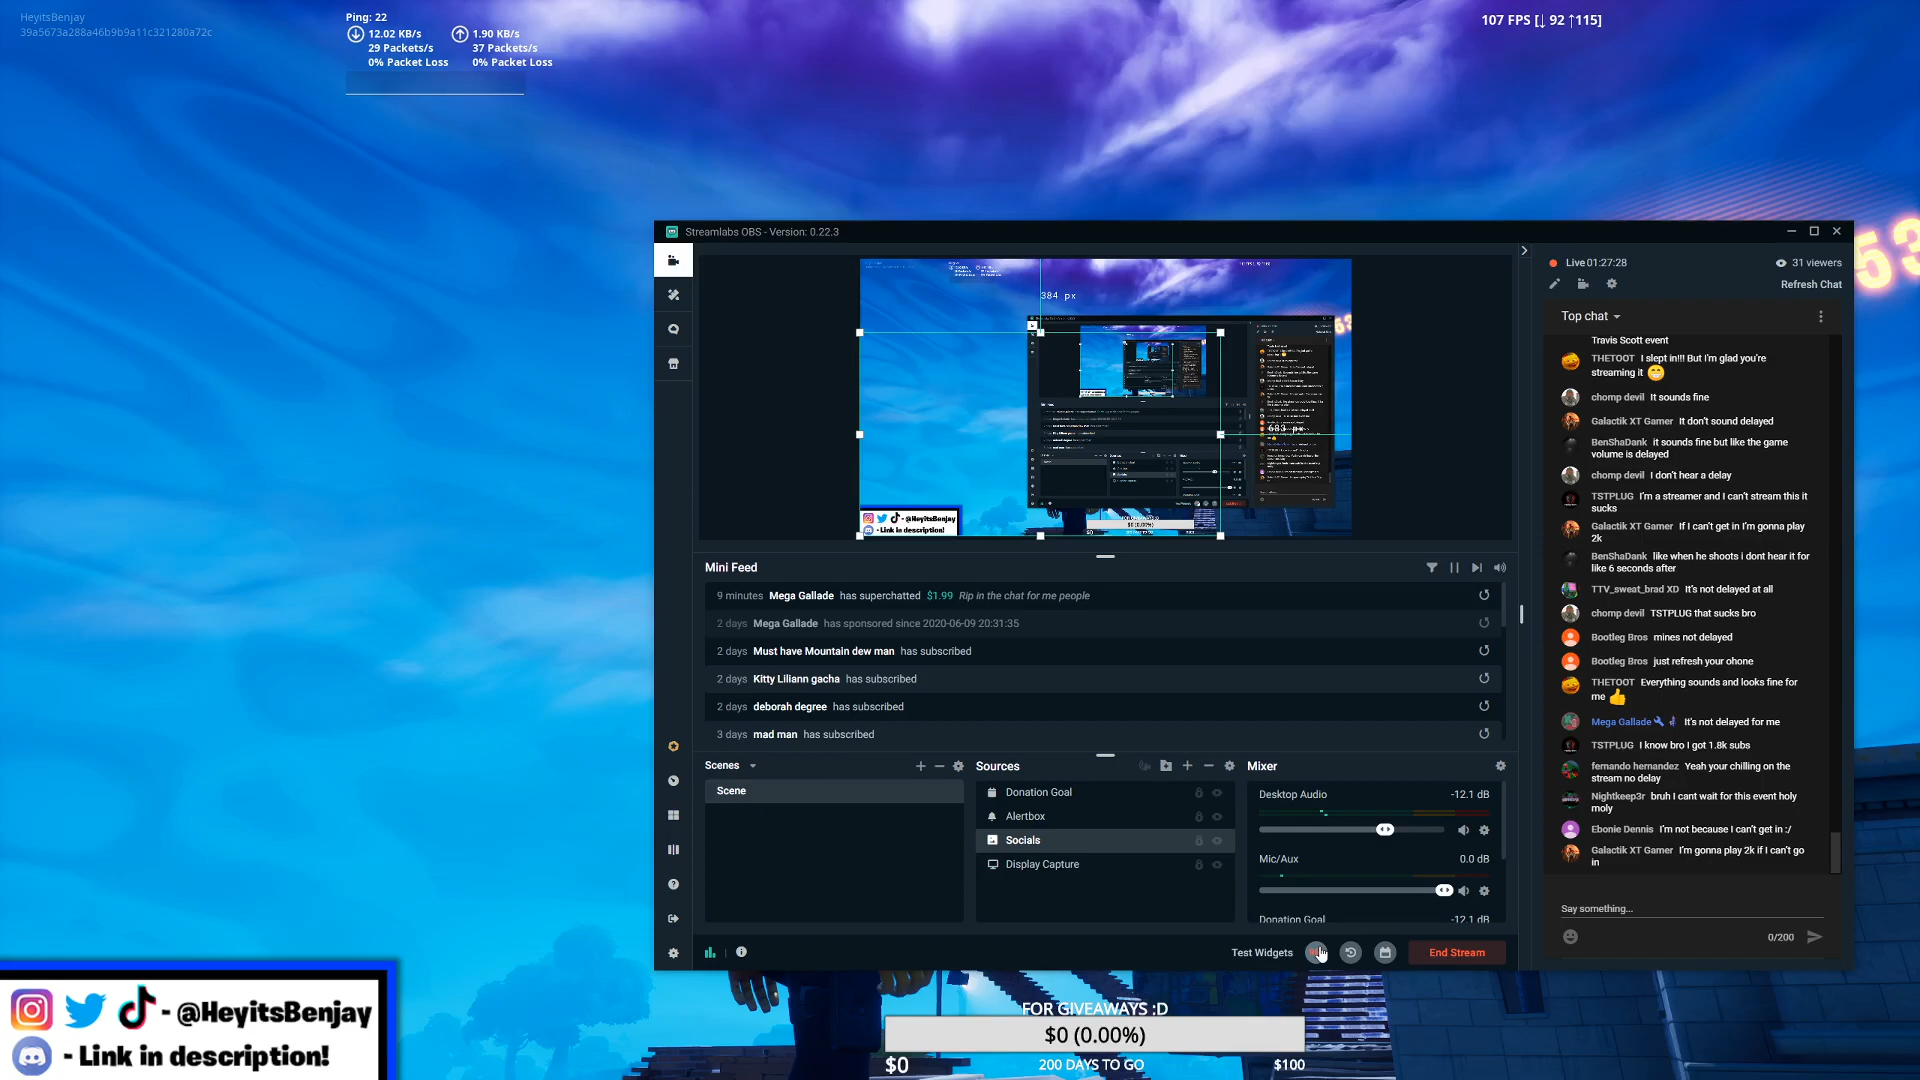 HeyitsBenjay
39a5673a288a46b9b9a11c321280a72c
Ping: 22
12.02 KB/s 1.90 KB/s
29 Packets/s 37 Packets/s
0% Packet Loss 0% Packet Loss
107 FPS [↓ 92 ↑115]
53
Streamlabs OBS - Version: 0.22.3
384 px
- @HeyitsBenjay
- Link in description!
$0 (0.00%)
Mini Feed
9 minutes Mega Gallade has superchatted $1.99 Rip in the chat for me people
2 days Mega Gallade has sponsored since 2020-06-09 20:31:35
2 days Must have Mountain dew man has subscribed
2 days Kitty Liliann gacha has subscribed
2 days deborah degree has subscribed
3 days mad man has subscribed
Scenes
Scene
Sources
Donation Goal
Alertbox
Socials
Display Capture
Mixer
Desktop Audio -12.1 dB
Mic/Aux 0.0 dB
Donation Goal -12.1 dB
Test Widgets
End Stream
Live 01:27:28 31 viewers
Refresh Chat
Top chat
Travis Scott event
THETOOT I slept in!!! But I'm glad you're
streaming it 😁
chomp devil It sounds fine
Galactik XT Gamer It don't sound delayed
BenShaDank it sounds fine but like the game
volume is delayed
chomp devil I don't hear a delay
TSTPLUG I'm a streamer and I can't stream this it
sucks
Galactik XT Gamer If I can't get in I'm gonna play
2k
BenShaDank like when he shoots i dont hear it for
like 6 seconds after
TTV_sweat_brad XD It's not delayed at all
chomp devil TSTPLUG that sucks bro
Bootleg Bros mines not delayed
Bootleg Bros just refresh your ohone
THETOOT Everything sounds and looks fine for
me 👍
Mega Gallade It's not delayed for me
TSTPLUG I know bro I got 1.8k subs
fernando hernandez Yeah your chilling on the
stream no delay
Nightkeep3r bruh I cant wait for this event holy
moly
Ebonie Dennis I'm not because I can't get in :/
Galactik XT Gamer I'm gonna play 2k if I can't go
in
Say something...
0/200
- @HeyitsBenjay
- Link in description!
FOR GIVEAWAYS :D
$0 (0.00%)
$0 200 DAYS TO GO $100